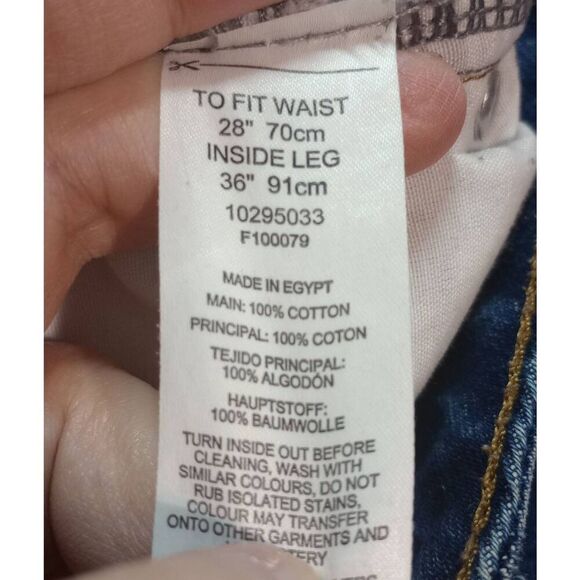 TO FIT WAIST
28" 70cm
INSIDE LEG
36" 91cm
10295033
F100079
MADE IN EGYPT
MAIN: 100% COTTON
PRINCIPAL: 100% COTON
TEJIDO PRINCIPAL:
100% ALGODÓN
HAUPTSTOFF:
100% BAUMWOLLE
TURN INSIDE OUT BEFORE
CLEANING, WASH WITH
SIMILAR COLOURS, DO NOT
RUB ISOLATED STAINS,
COLOUR MAY TRANSFER
ONTO OTHER GARMENTS AND